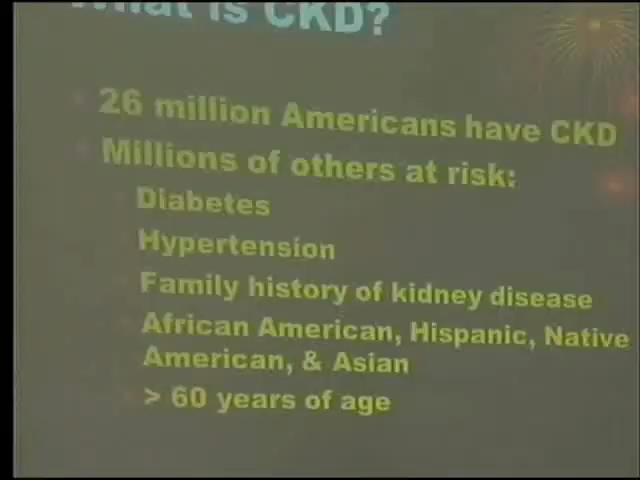 What is CKD?
26 million Americans have CKD
Millions of others at risk:
Diabetes
Hypertension
Family history of kidney disease
African American, Hispanic, Native
American, & Asian
> 60 years of age